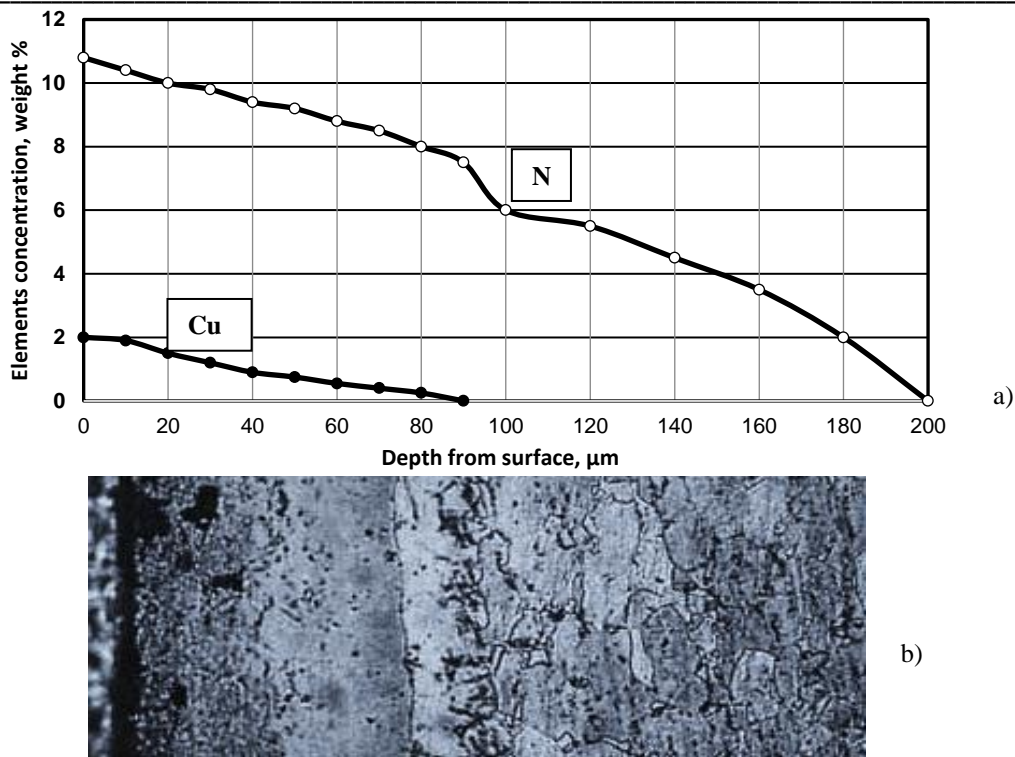 Elements concentration, weight %
12
10
8
6
4
2
0
N
Cu
0 20 40 60 80 100 120 140 160 180 200
Depth from surface, µm
a)
b)